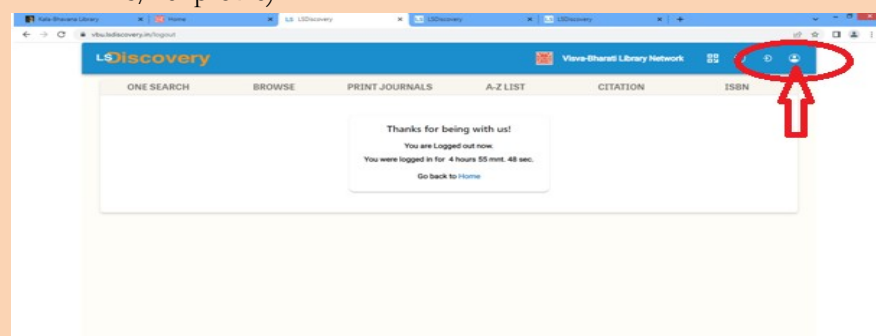 Kala-Bhavana Library
Home
LS LSDiscovery
LSDiscovery
LSDiscovery
vbu.lsdiscovery.in/logout
LSDiscovery
Visva-Bharati Library Network
ONE SEARCH BROWSE PRINT JOURNALS A-Z LIST CITATION ISBN
Thanks for being with us!
You are Logged out now.
You were logged in for 4 hours 55 mnt. 48 sec.
Go back to Home